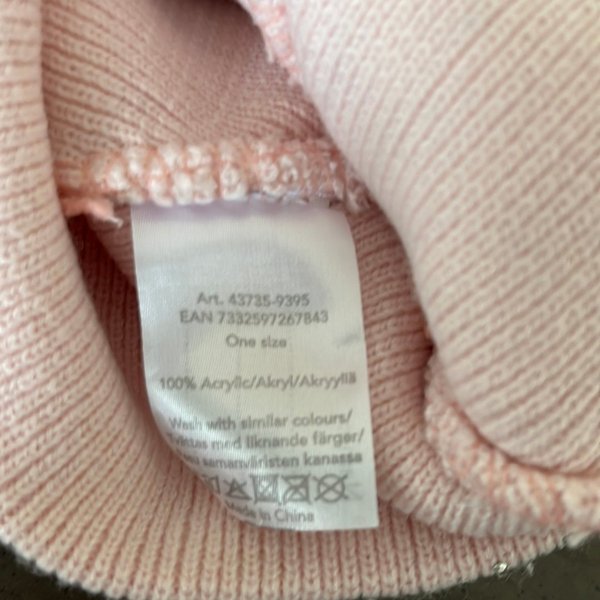 Art. 43735-9395
EAN 7332597267843
One size
100% Acrylic/Akryl/Akryyliä
Wash with similar colours/
Tvättas med liknande färger/
samanväristen kanassa
Made in China